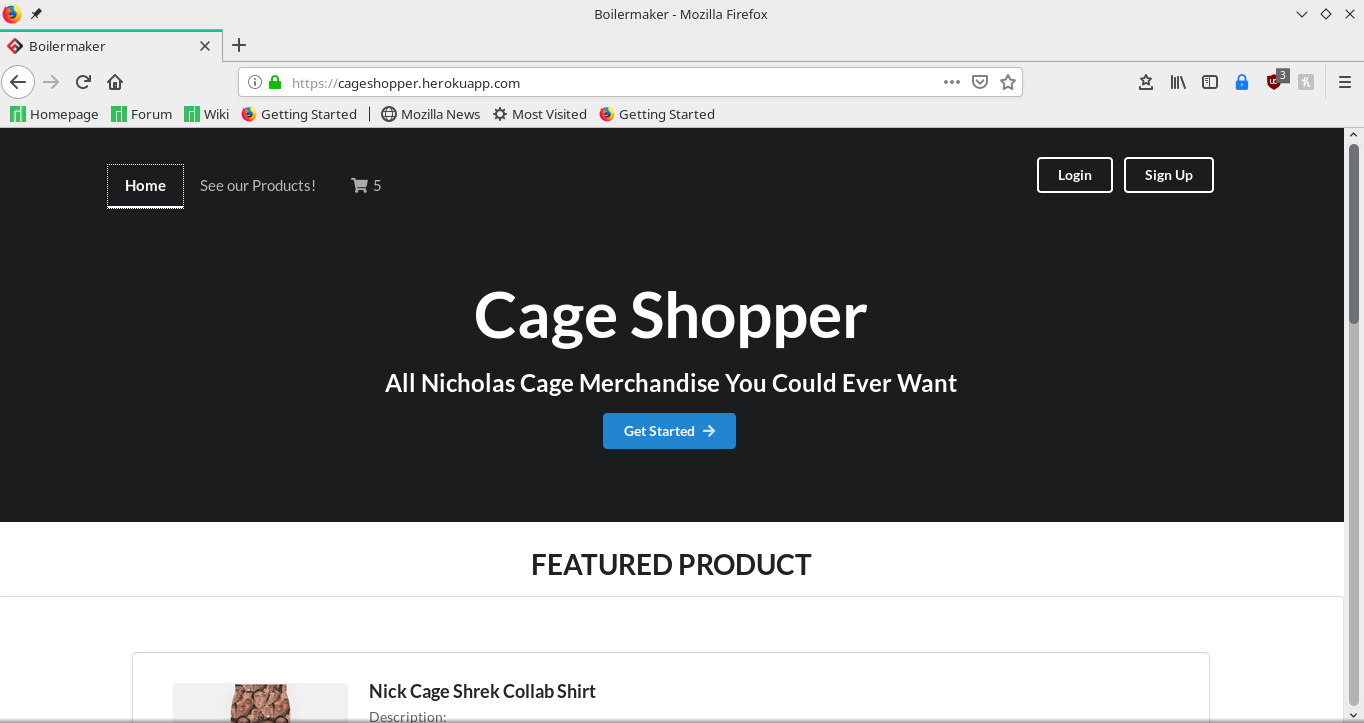 Boilermaker - Mozilla Firefox
Boilermaker
https://cageshopper.herokuapp.com
3
Homepage Forum Wiki Getting Started Mozilla News Most Visited Getting Started
Home See our Products! 5 Login Sign Up
Cage Shopper
All Nicholas Cage Merchandise You Could Ever Want
Get Started
FEATURED PRODUCT
Nick Cage Shrek Collab Shirt
Description: